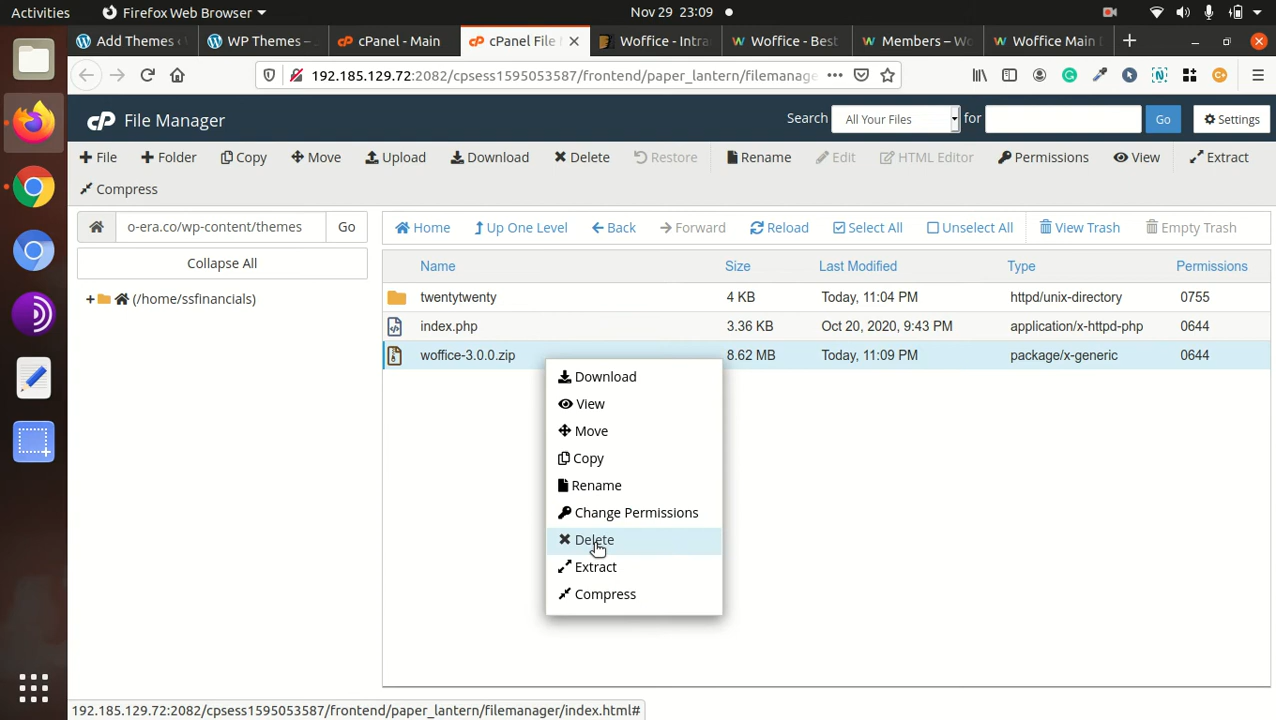 Activities Firefox Web Browser Nov 29 23:09
Add Themes ‹ WP Themes – cPanel - Main cPanel File Woffice - Intra Woffice - Best Members – Wo Woffice Main
192.185.129.72:2082/cpsess1595053587/frontend/paper_lantern/filemanage
cP File Manager Search All Your Files for Go Settings
File Folder Copy Move Upload Download Delete Restore Rename Edit HTML Editor Permissions View Extract
Compress
o-era.co/wp-content/themes Go Home Up One Level Back Forward Reload Select All Unselect All View Trash Empty Trash
Collapse All
Name Size Last Modified Type Permissions
+ (/home/ssfinancials)
twentytwenty 4 KB Today, 11:04 PM httpd/unix-directory 0755
index.php 3.36 KB Oct 20, 2020, 9:43 PM application/x-httpd-php 0644
woffice-3.0.0.zip 8.62 MB Today, 11:09 PM package/x-generic 0644
Download
View
Move
Copy
Rename
Change Permissions
Delete
Extract
Compress
192.185.129.72:2082/cpsess1595053587/frontend/paper_lantern/filemanager/index.html#